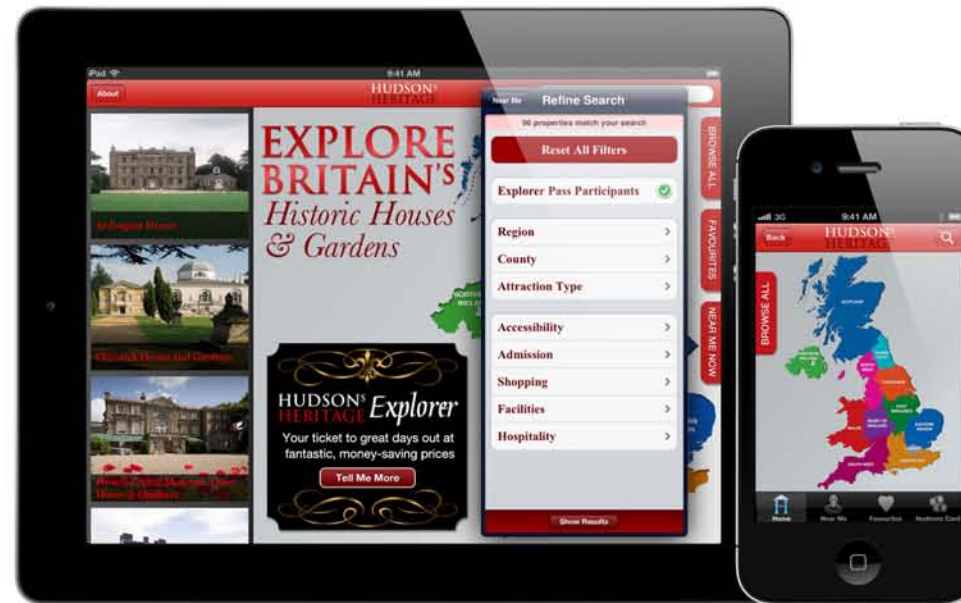 iPad
9:41 AM
About
HUDSON'S
HERITAGE
EXPLORE
BRITAIN'S
Historic Houses
& Gardens
Chiswick House and Gardens
HUDSON'S
HERITAGE Explorer
Your ticket to great days out at
fantastic, money-saving prices
Tell Me More
Near Me
Refine Search
96 properties match your search
Reset All Filters
Explorer Pass Participants
Region
County
Attraction Type
Accessibility
Admission
Shopping
Facilities
Hospitality
Show Results
BROWSE ALL
FAVOURITES
NEAR ME NOW
3G
9:41 AM
Back
HUDSON'S
HERITAGE
BROWSE ALL
SCOTLAND
WALES
SOUTH WEST
Home
Near Me
Favourites